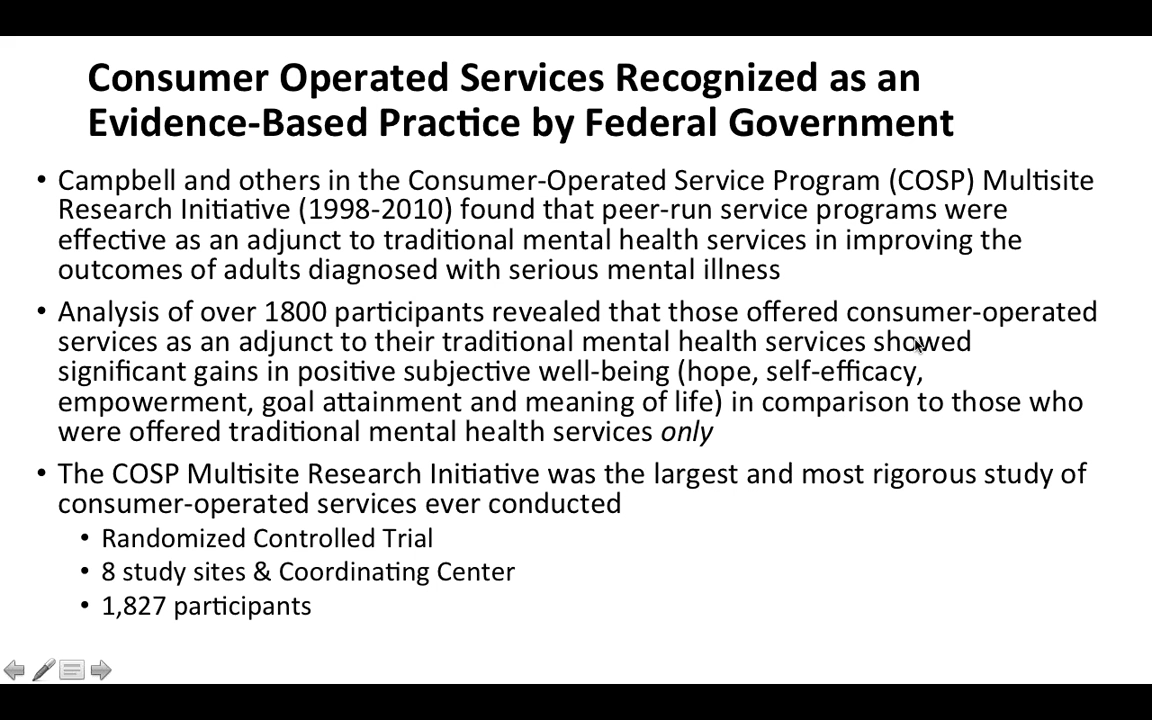 Consumer Operated Services Recognized as an
Evidence-Based Practice by Federal Government
• Campbell and others in the Consumer-Operated Service Program (COSP) Multisite
Research Initiative (1998-2010) found that peer-run service programs were
effective as an adjunct to traditional mental health services in improving the
outcomes of adults diagnosed with serious mental illness
• Analysis of over 1800 participants revealed that those offered consumer-operated
services as an adjunct to their traditional mental health services showed
significant gains in positive subjective well-being (hope, self-efficacy,
empowerment, goal attainment and meaning of life) in comparison to those who
were offered traditional mental health services only
• The COSP Multisite Research Initiative was the largest and most rigorous study of
consumer-operated services ever conducted
• Randomized Controlled Trial
• 8 study sites & Coordinating Center
• 1,827 participants